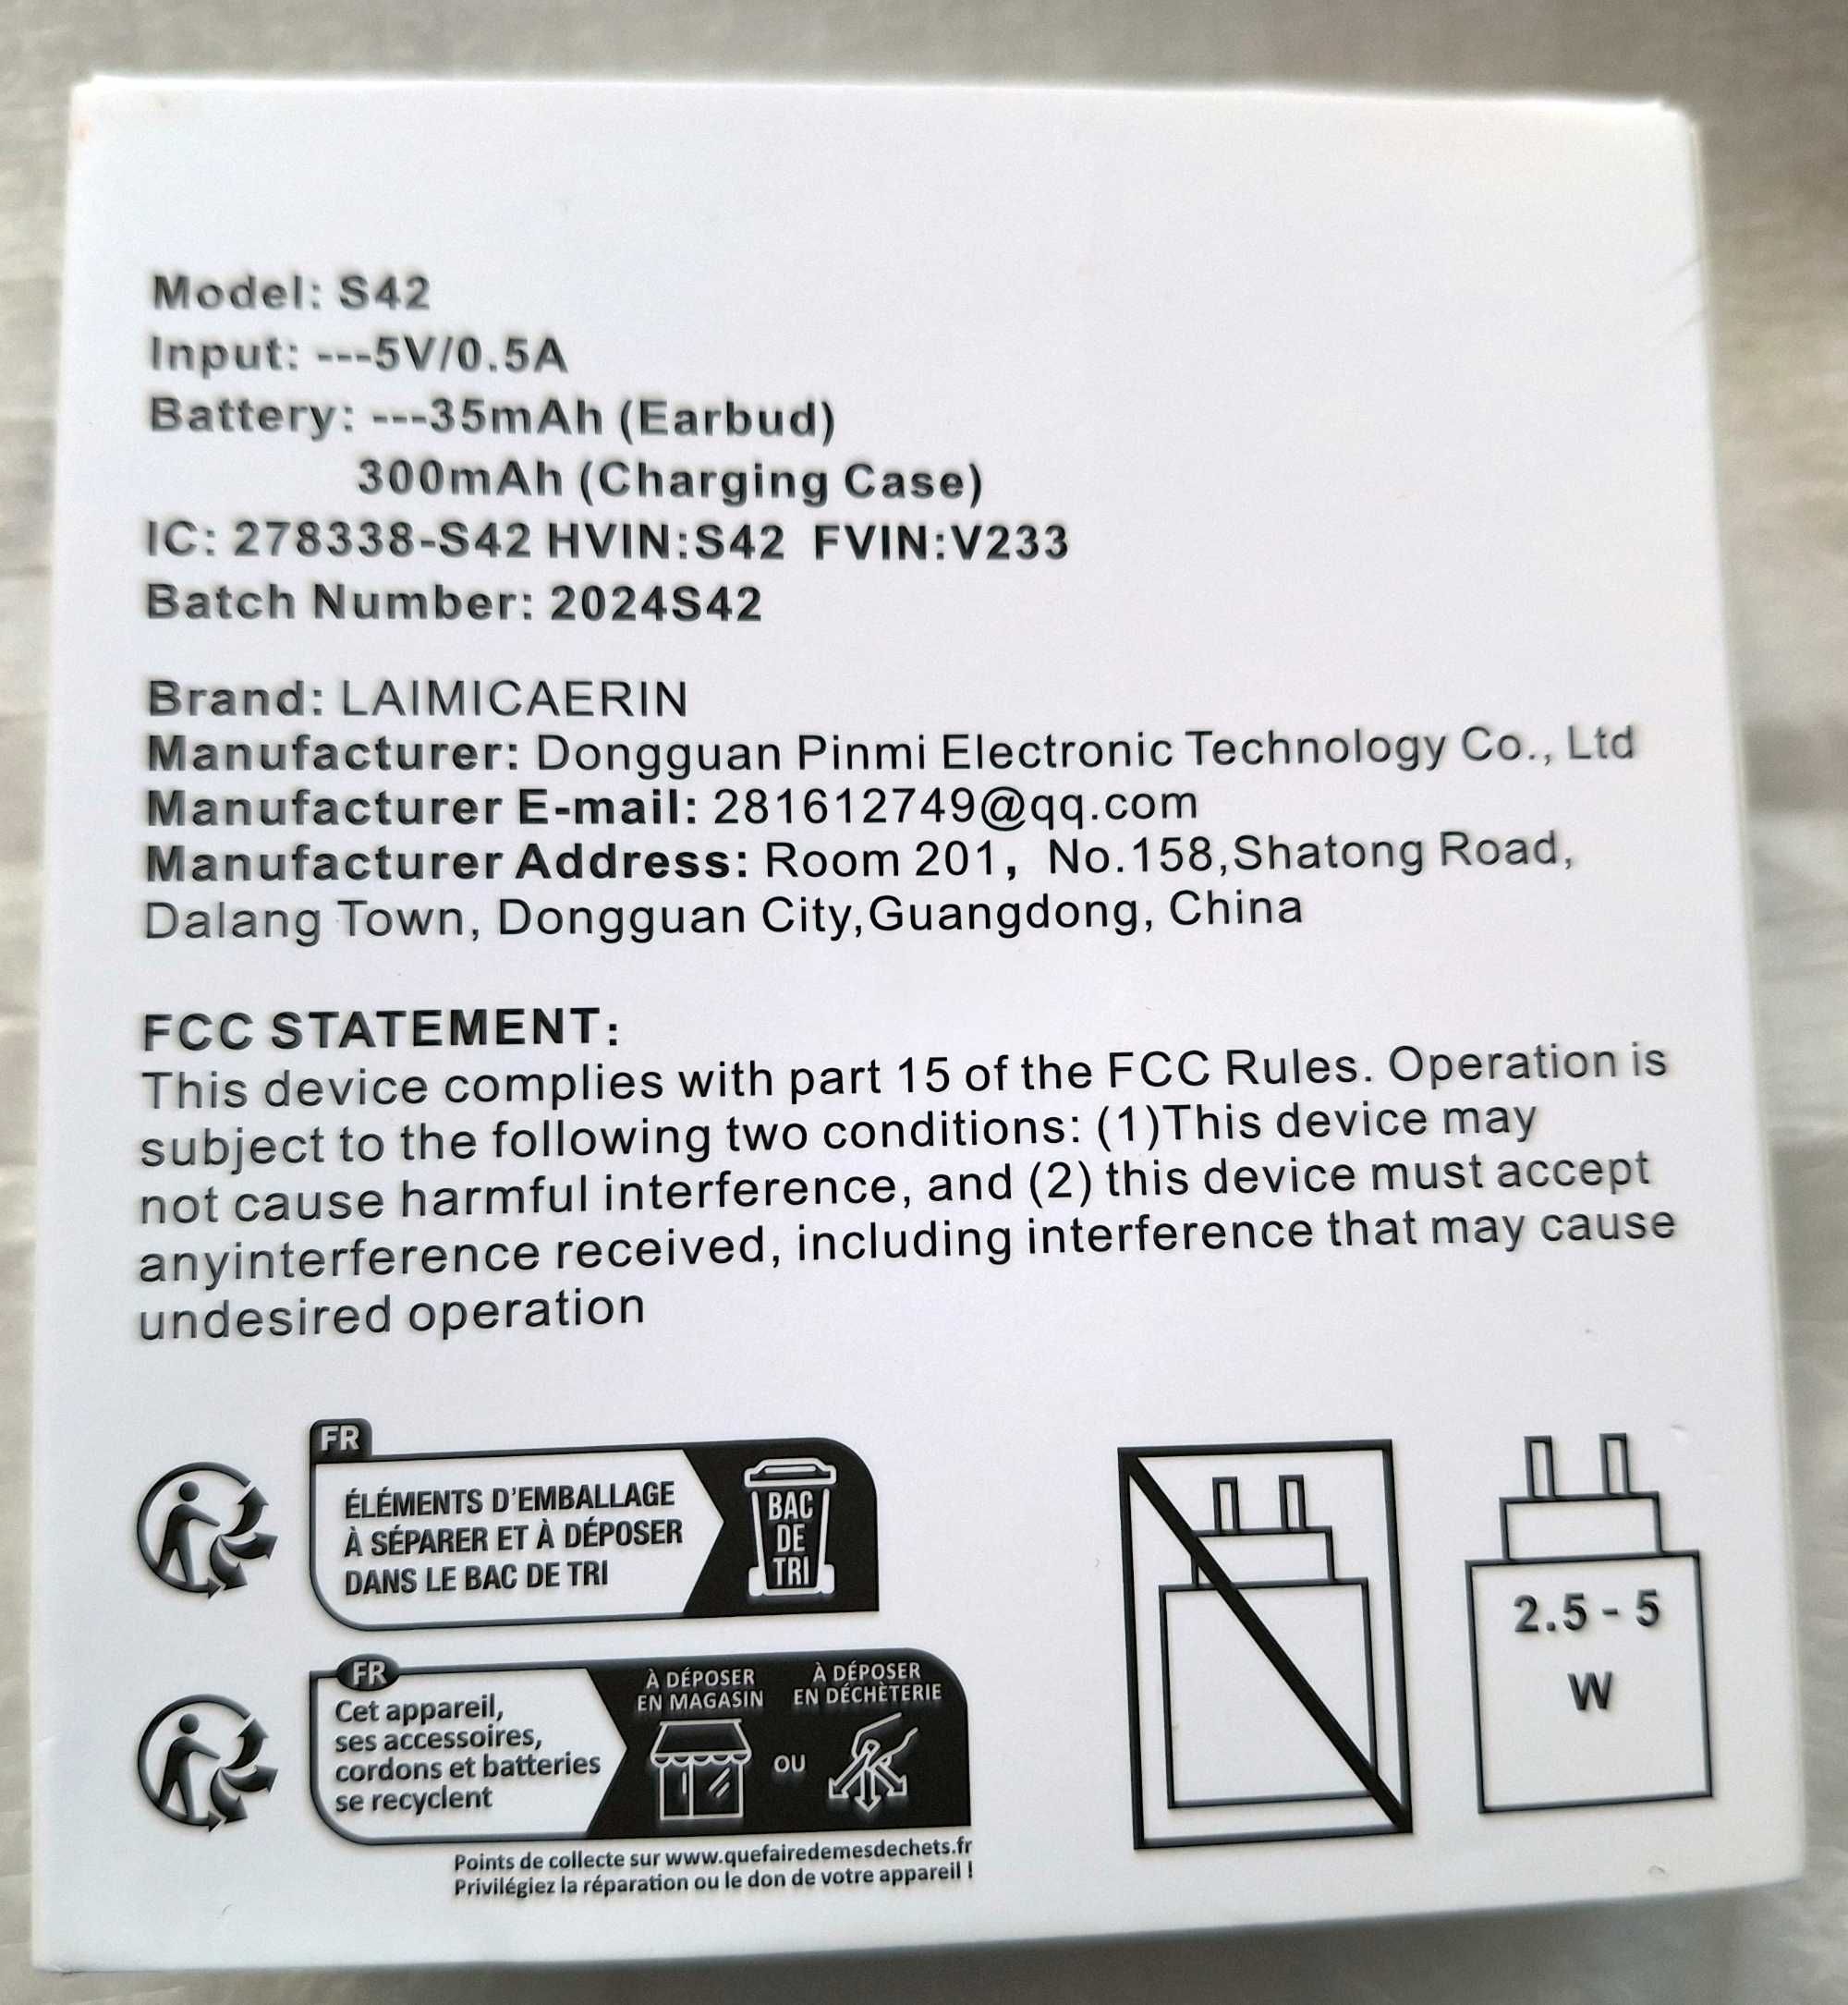 Model: S42
Input: ---5V/0.5A
Battery: ---35mAh (Earbud)
300mAh (Charging Case)
IC: 278338-S42 HVIN:S42 FVIN:V233
Batch Number: 2024S42
Brand: LAIMICAERIN
Manufacturer: Dongguan Pinmi Electronic Technology Co., Ltd
Manufacturer E-mail: 281612749@qq.com
Manufacturer Address: Room 201, No.158,Shatong Road,
Dalang Town, Dongguan City,Guangdong, China
FCC STATEMENT:
This device complies with part 15 of the FCC Rules. Operation is
subject to the following two conditions: (1)This device may
not cause harmful interference, and (2) this device must accept
anyinterference received, including interference that may cause
undesired operation
FR
ÉLÉMENTS D'EMBALLAGE
À SÉPARER ET À DÉPOSER
DANS LE BAC DE TRI
BAC
DE
TRI
FR
Cet appareil,
ses accessoires,
cordons et batteries
se recyclent
À DÉPOSER
EN MAGASIN
OU
À DÉPOSER
EN DÉCHÈTERIE
Points de collecte sur www.quefairedemesdechets.fr
Privilégiez la réparation ou le don de votre appareil !
2.5 - 5
W